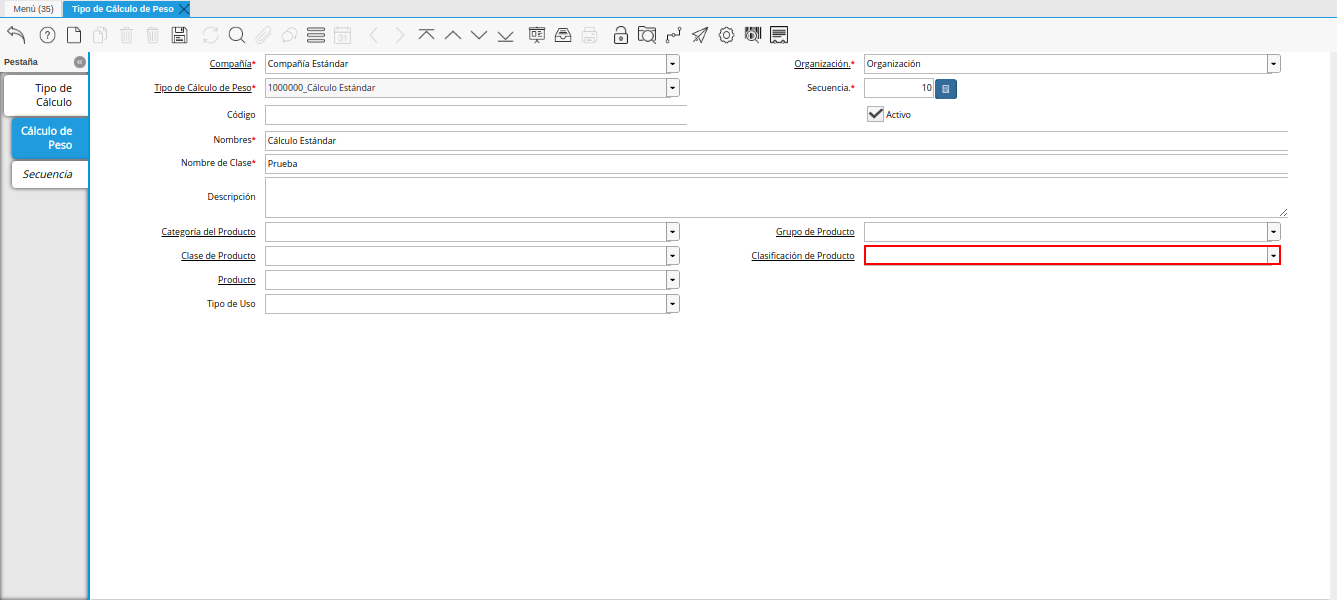 Menú (35)
Tipo de Cálculo de Peso
Pestaña
Tipo de
Cálculo
Cálculo de
Peso
Secuencia
Compañía* Compañía Estándar
Organización.* Organización
Tipo de Cálculo de Peso* 1000000_Cálculo Estándar
Secuencia.* 10
Código
Activo
Nombres* Cálculo Estándar
Nombre de Clase* Prueba
Descripción
Categoría del Producto
Grupo de Producto
Clase de Producto
Clasificación de Producto
Producto
Tipo de Uso